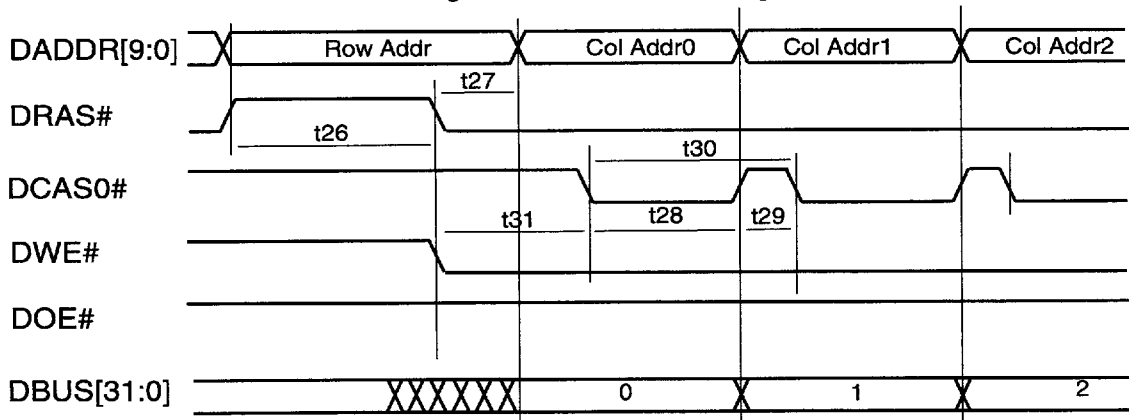 DADDR[9:0] Row Addr Col Addr0 Col Addr1 Col Addr2
t27
DRAS#
t26
t30
DCAS0#
t31 t28 t29
DWE#
DOE#
DBUS[31:0] 0 1 2